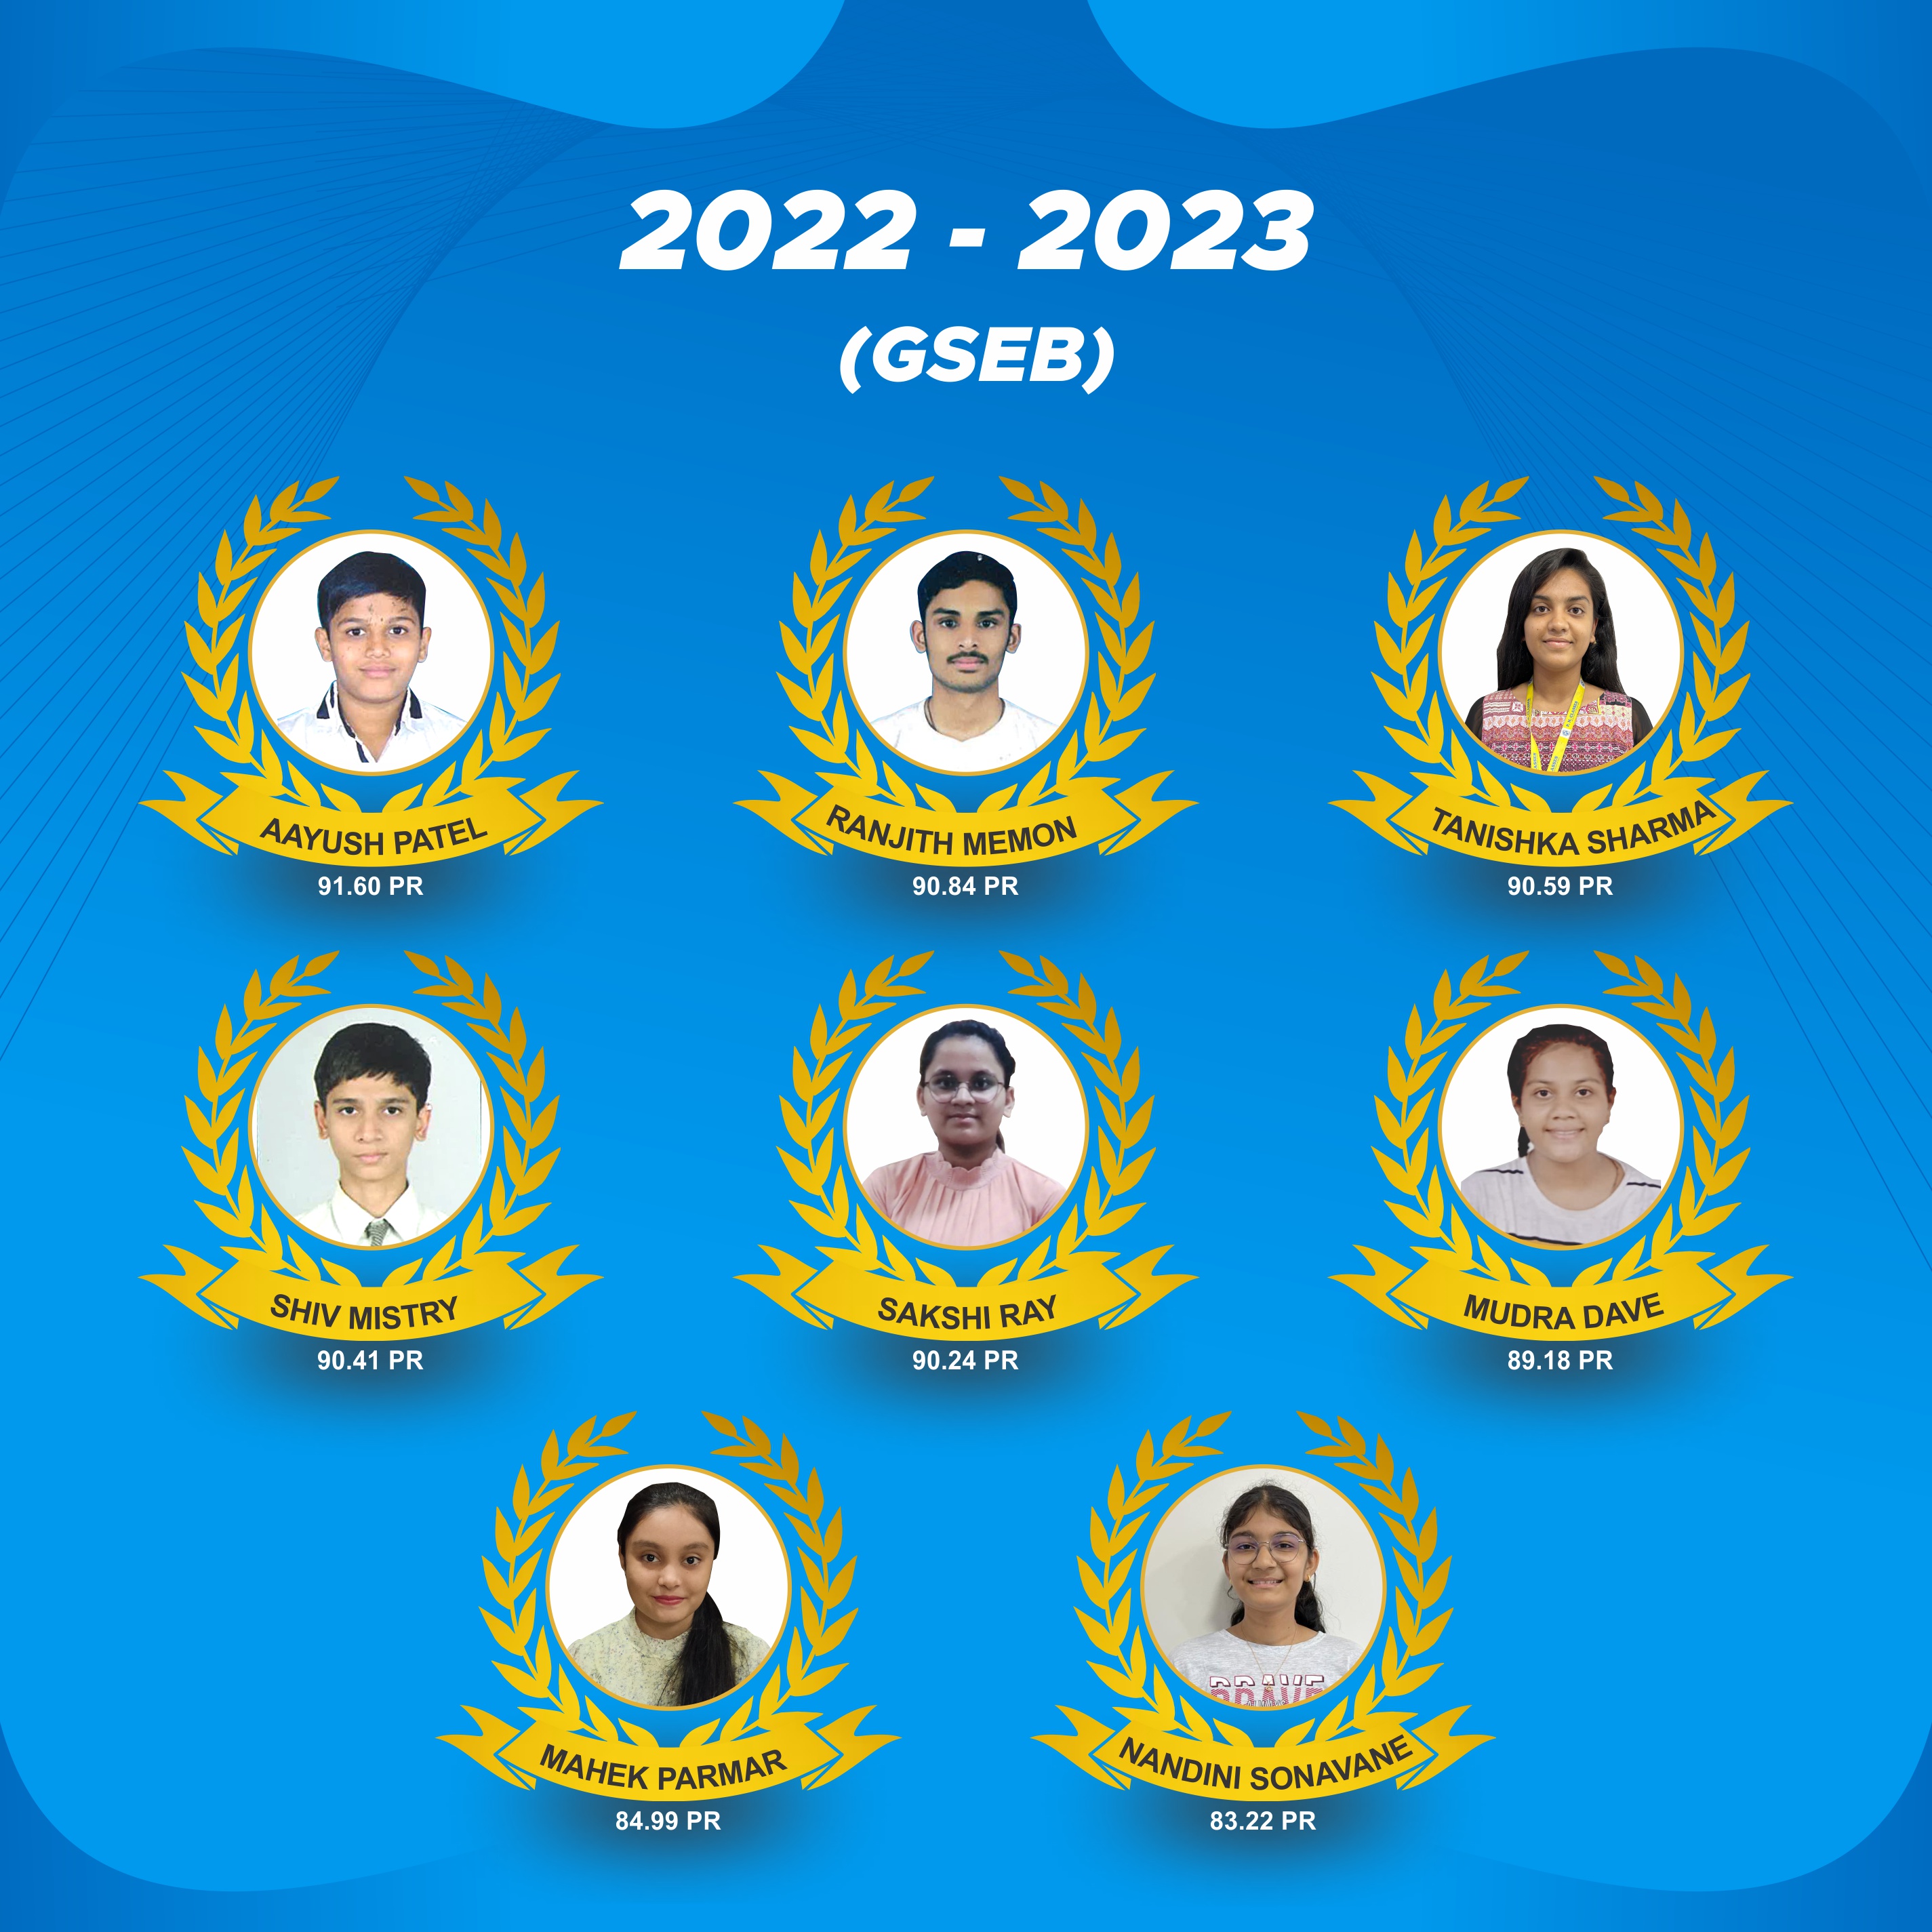 2022 - 2023
(GSEB)
AAYUSH PATEL
91.60 PR
RANJITH MEMON
90.84 PR
TANISHKA SHARMA
90.59 PR
SHIV MISTRY
90.41 PR
SAKSHI RAY
90.24 PR
MUDRA DAVE
89.18 PR
BRAVE
MAHEK PARMAR
84.99 PR
NANDINI SONAVANE
83.22 PR